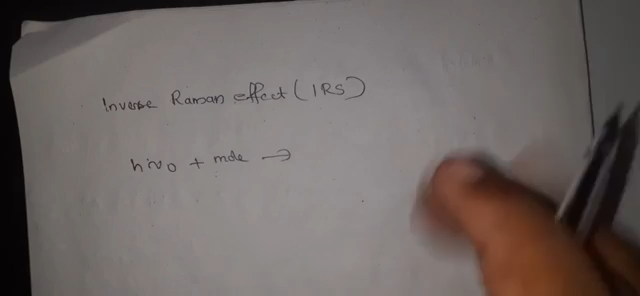 Inverse Raman effect (IRS)
hν₀ + mole →